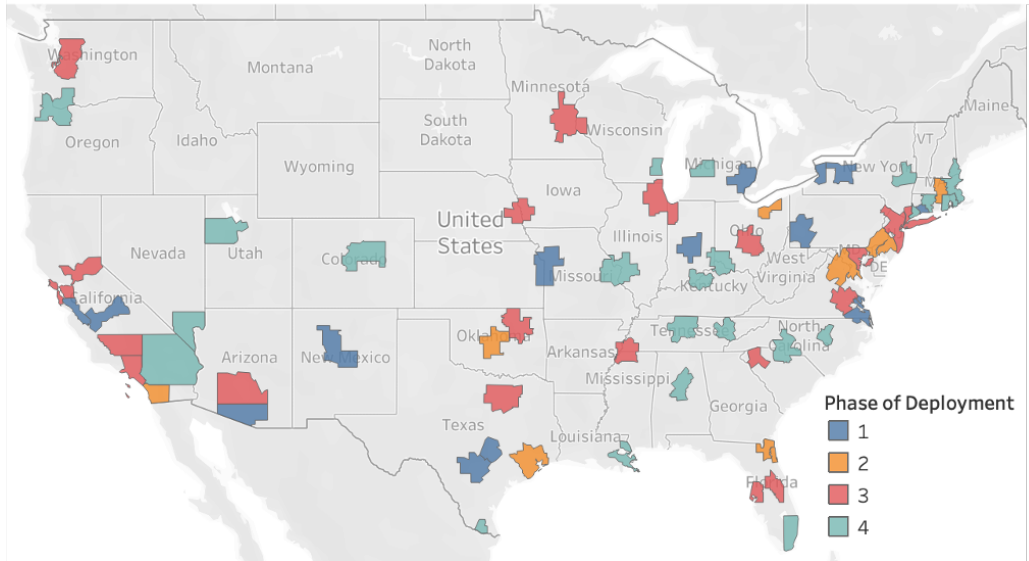 Washington
Montana
North
Dakota
Minnesota
Maine
Oregon
Idaho
South
Dakota
Wisconsin
Michigan
New York
VT
Wyoming
Iowa
United
States
Nevada
Utah
Colorado
Illinois
Ohio
MD
DE
Missouri
West
Virginia
Kentucky
California
Arizona
New Mexico
Oklahoma
Arkansas
Tennessee
North
Carolina
Mississippi
Georgia
Texas
Louisiana
Florida
Phase of Deployment
1
2
3
4